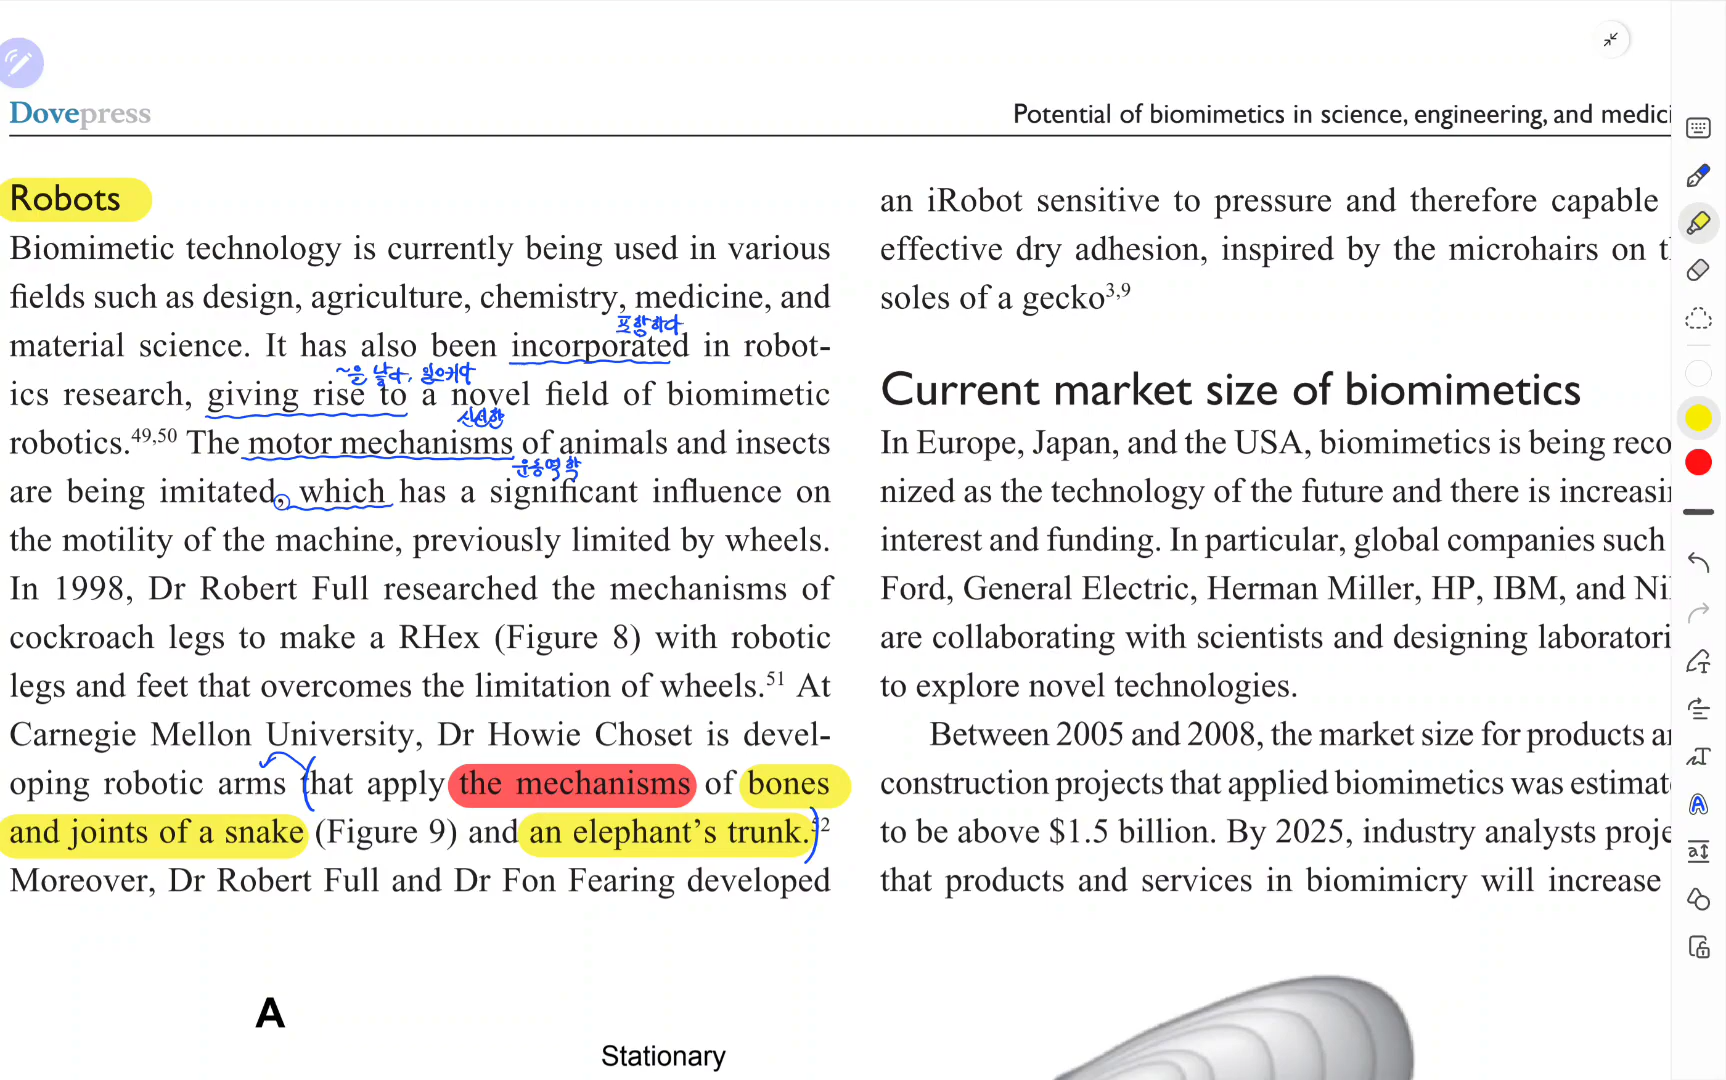 Dovepress
Potential of biomimetics in science, engineering, and medici
Robots
Biomimetic technology is currently being used in various
fields such as design, agriculture, chemistry, medicine, and
포함하다
material science. It has also been incorporated in robot-
~을 낳다, 일으키다
ics research, giving rise to a novel field of biomimetic
신선한
robotics.49,50 The motor mechanisms of animals and insects
운동역학
are being imitated, which has a significant influence on
the motility of the machine, previously limited by wheels.
In 1998, Dr Robert Full researched the mechanisms of
cockroach legs to make a RHex (Figure 8) with robotic
legs and feet that overcomes the limitation of wheels.51 At
Carnegie Mellon University, Dr Howie Choset is devel-
oping robotic arms that apply the mechanisms of bones
and joints of a snake (Figure 9) and an elephant's trunk.52
Moreover, Dr Robert Full and Dr Fon Fearing developed
an iRobot sensitive to pressure and therefore capable
effective dry adhesion, inspired by the microhairs on t
soles of a gecko3,9
Current market size of biomimetics
In Europe, Japan, and the USA, biomimetics is being reco
nized as the technology of the future and there is increasi
interest and funding. In particular, global companies such
Ford, General Electric, Herman Miller, HP, IBM, and Ni
are collaborating with scientists and designing laboratori
to explore novel technologies.
Between 2005 and 2008, the market size for products a
construction projects that applied biomimetics was estimat
to be above $1.5 billion. By 2025, industry analysts proje
that products and services in biomimicry will increase
A
Stationary